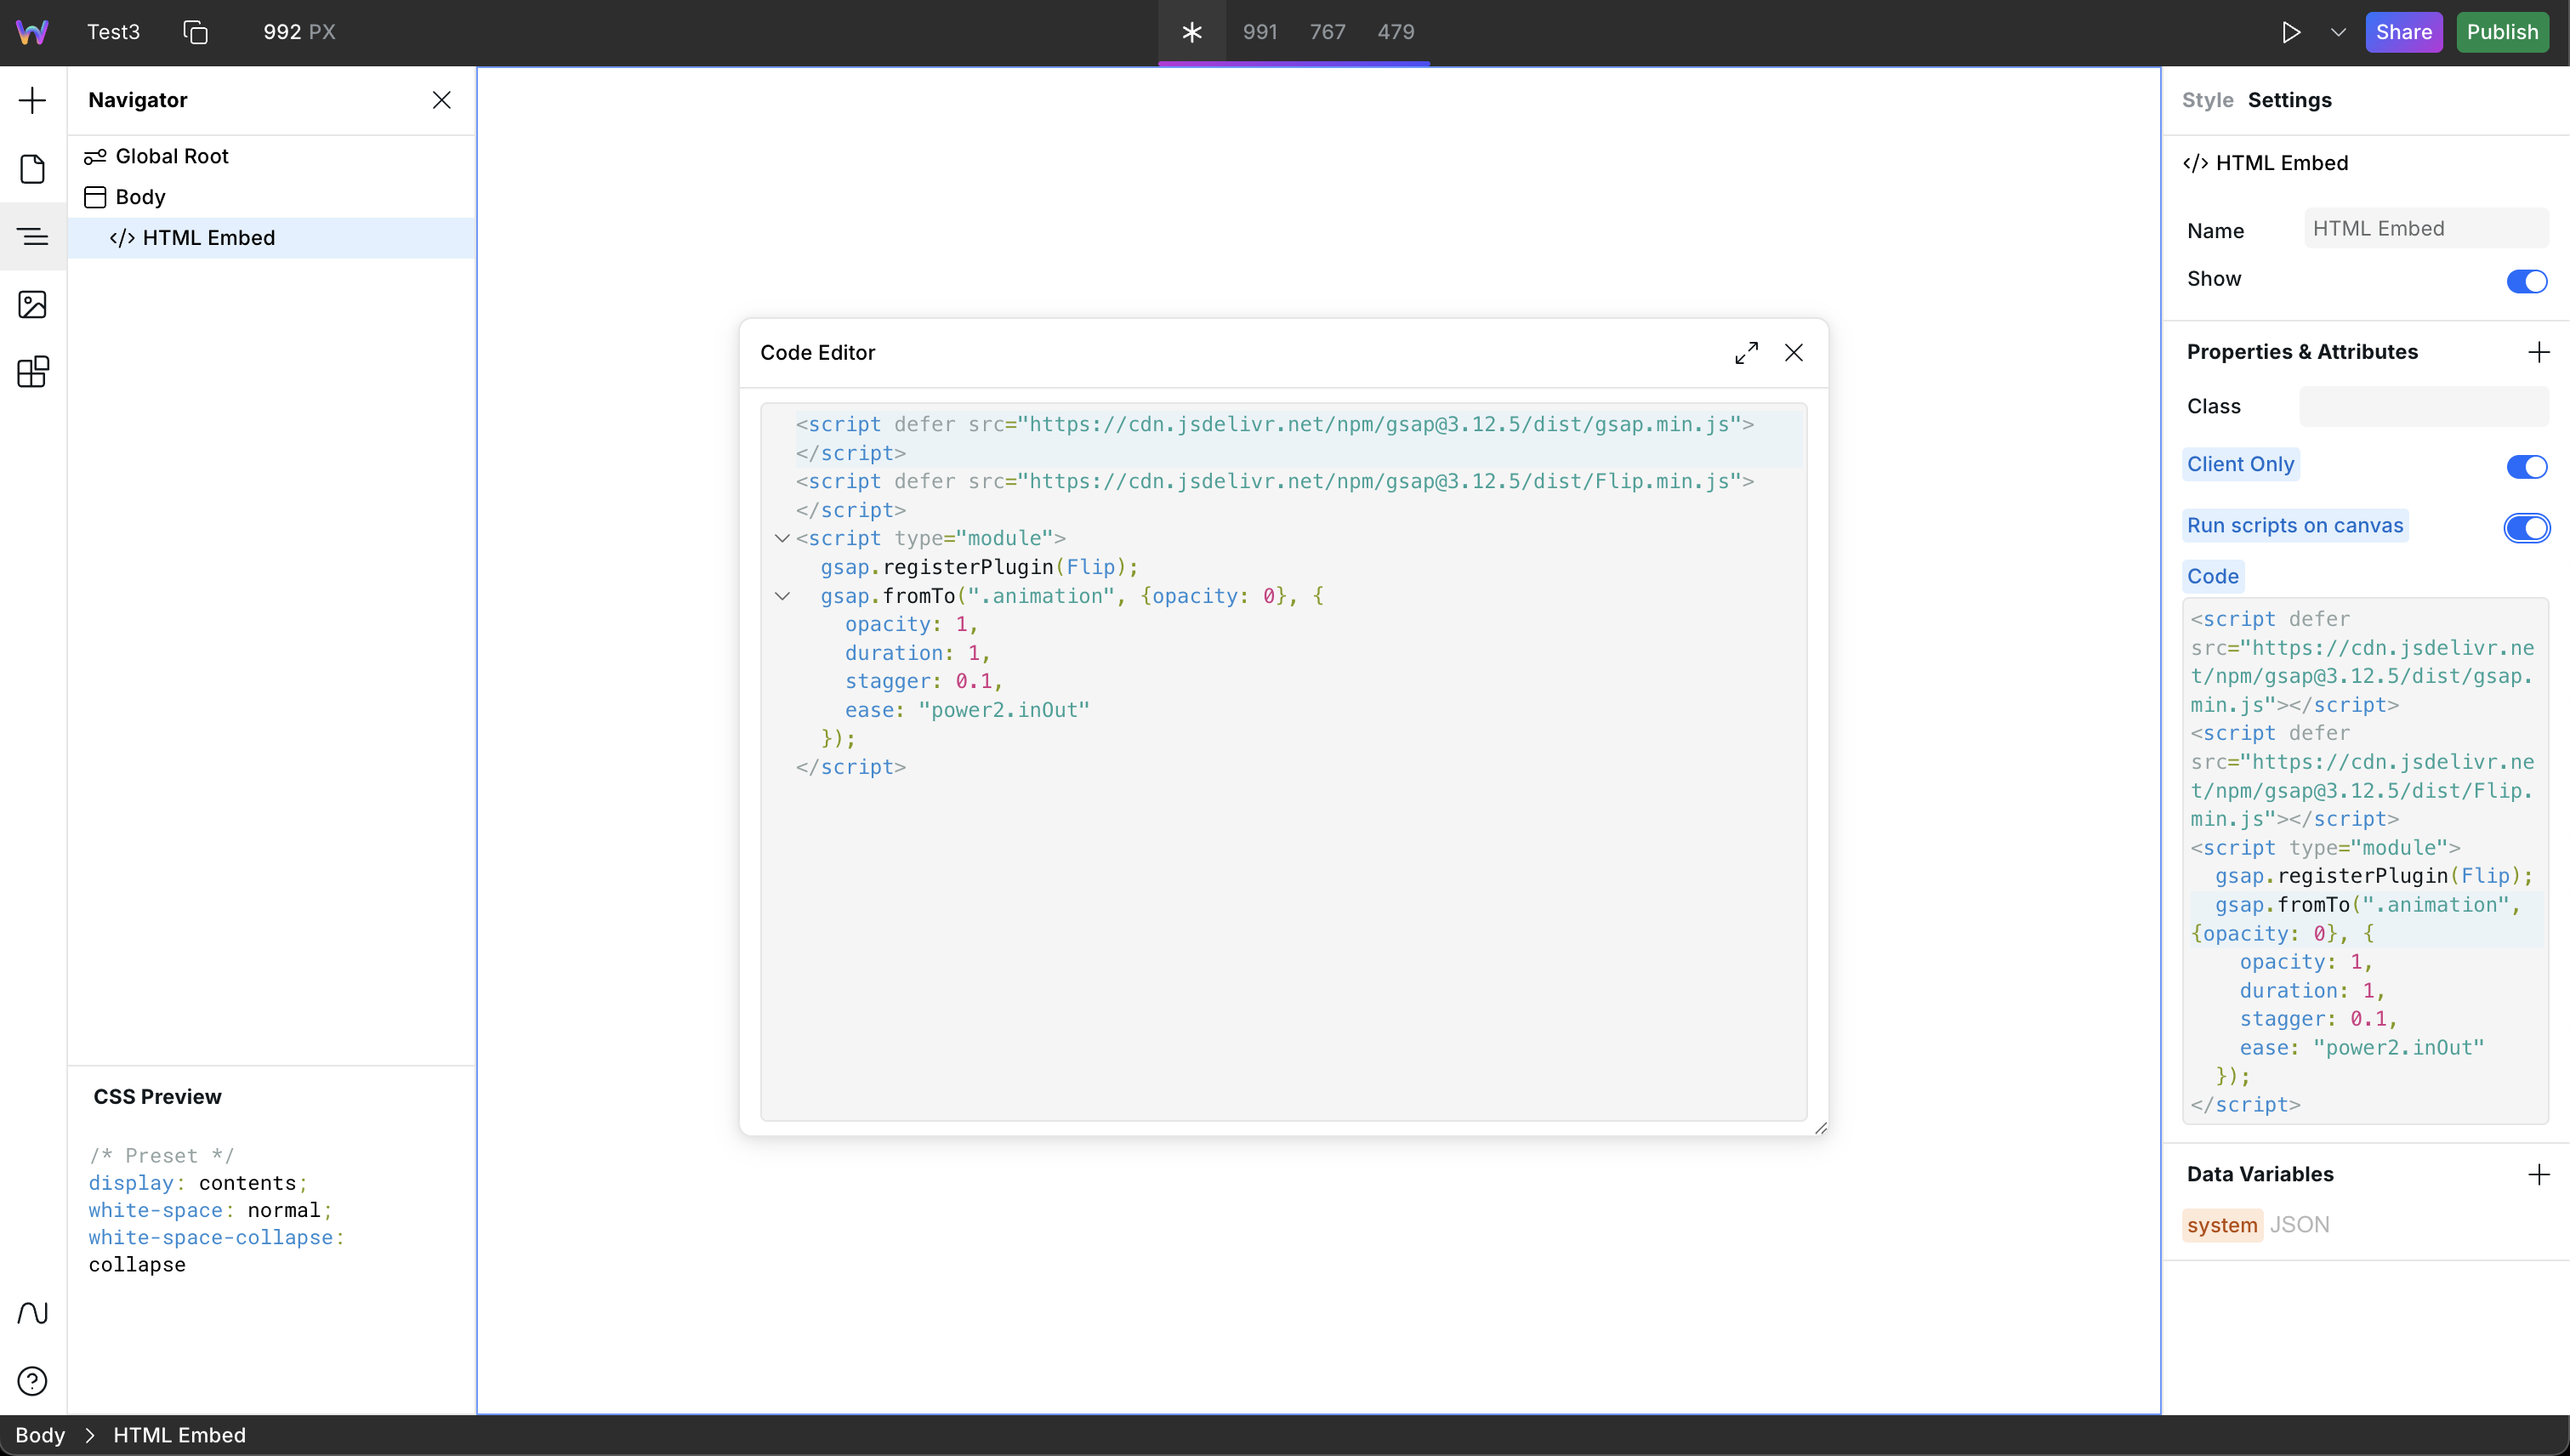 Test3
992 PX
991 767 479
Share
Publish
Navigator
Global Root
Body
</> HTML Embed
CSS Preview
/* Preset */
display: contents;
white-space: normal;
white-space-collapse:
collapse
Code Editor
<script defer src="https://cdn.jsdelivr.net/npm/gsap@3.12.5/dist/gsap.min.js">
</script>
<script defer src="https://cdn.jsdelivr.net/npm/gsap@3.12.5/dist/Flip.min.js">
</script>
<script type="module">
gsap.registerPlugin(Flip);
gsap.fromTo(".animation", {opacity: 0}, {
opacity: 1,
duration: 1,
stagger: 0.1,
ease: "power2.inOut"
});
</script>
Style Settings
</> HTML Embed
Name HTML Embed
Show
Properties & Attributes
Class
Client Only
Run scripts on canvas
Code
<script defer
src="https://cdn.jsdelivr.ne
t/npm/gsap@3.12.5/dist/gsap.
min.js"></script>
<script defer
src="https://cdn.jsdelivr.ne
t/npm/gsap@3.12.5/dist/Flip.
min.js"></script>
<script type="module">
gsap.registerPlugin(Flip);
gsap.fromTo(".animation",
{opacity: 0}, {
opacity: 1,
duration: 1,
stagger: 0.1,
ease: "power2.inOut"
});
</script>
Data Variables
system JSON
Body > HTML Embed